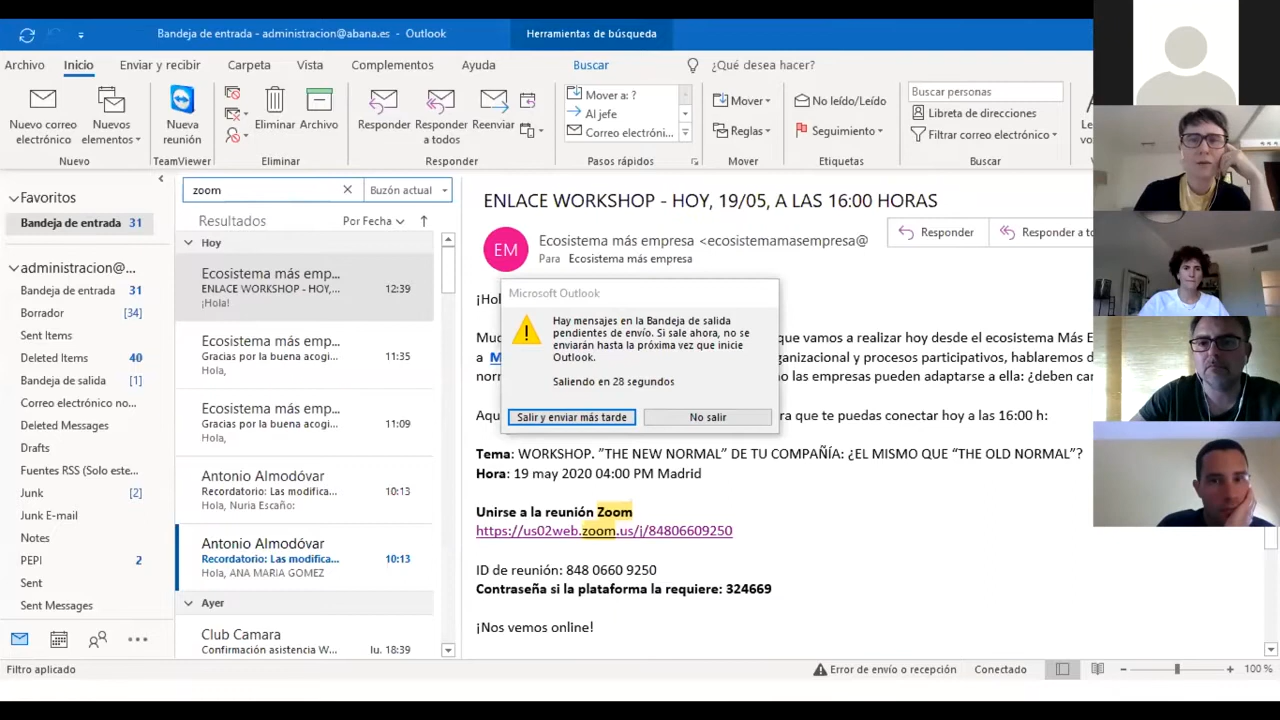 Bandeja de entrada - administracion@abana.es - Outlook
Herramientas de búsqueda
Archivo
Inicio
Enviar y recibir
Carpeta
Vista
Complementos
Ayuda
Buscar
¿Qué desea hacer?
Nuevo correo
electrónico
Nuevos
elementos
Nuevo
Nueva
reunión
TeamViewer
Eliminar
Archivo
Eliminar
Responder
Responder
a todos
Reenviar
Responder
Mover a: ?
Al jefe
Correo electróni...
Pasos rápidos
Mover
Reglas
Mover
No leído/Leído
Seguimiento
Etiquetas
Buscar personas
Libreta de direcciones
Filtrar correo electrónico
Buscar
Favoritos
Bandeja de entrada 31
administracion@...
Bandeja de entrada 31
Borrador [34]
Sent Items
Deleted Items 40
Bandeja de salida [1]
Correo electrónico no...
Deleted Messages
Drafts
Fuentes RSS (Solo este...
Junk [2]
Junk E-mail
Notes
PEPI 2
Sent
Sent Messages
zoom
Buzón actual
Resultados
Por Fecha
Hoy
Ecosistema más emp...
ENLACE WORKSHOP - HOY,... 12:39
¡Hola!
Ecosistema más emp...
Gracias por la buena acogi... 11:35
Hola,
Ecosistema más emp...
Gracias por la buena acogi... 11:09
Hola,
Antonio Almodóvar
Recordatorio: Las modifica... 10:13
Hola, Nuria Escaño:
Antonio Almodóvar
Recordatorio: Las modifica... 10:13
Hola, ANA MARIA GOMEZ
Ayer
Club Camara
Confirmación asistencia W... lu. 18:39
ENLACE WORKSHOP - HOY, 19/05, A LAS 16:00 HORAS
EM
Ecosistema más empresa <ecosistemamasempresa@
Para Ecosistema más empresa
Responder
Responder a to
¡Hol
Microsoft Outlook
Hay mensajes en la Bandeja de salida
pendientes de envío. Si sale ahora, no se
enviarán hasta la próxima vez que inicie
Outlook.
Saliendo en 28 segundos
Salir y enviar más tarde
No salir
que vamos a realizar hoy desde el ecosistema Más E
a M
ganizacional y procesos participativos, hablaremos d
nor
no las empresas pueden adaptarse a ella: ¿deben car
Aqu
ra que te puedas conectar hoy a las 16:00 h:
Tema: WORKSHOP. "THE NEW NORMAL" DE TU COMPAÑÍA: ¿EL MISMO QUE "THE OLD NORMAL"?
Hora: 19 may 2020 04:00 PM Madrid
Unirse a la reunión Zoom
https://us02web.zoom.us/j/84806609250
ID de reunión: 848 0660 9250
Contraseña si la plataforma la requiere: 324669
¡Nos vemos online!
Filtro aplicado
Error de envío o recepción
Conectado
100 %